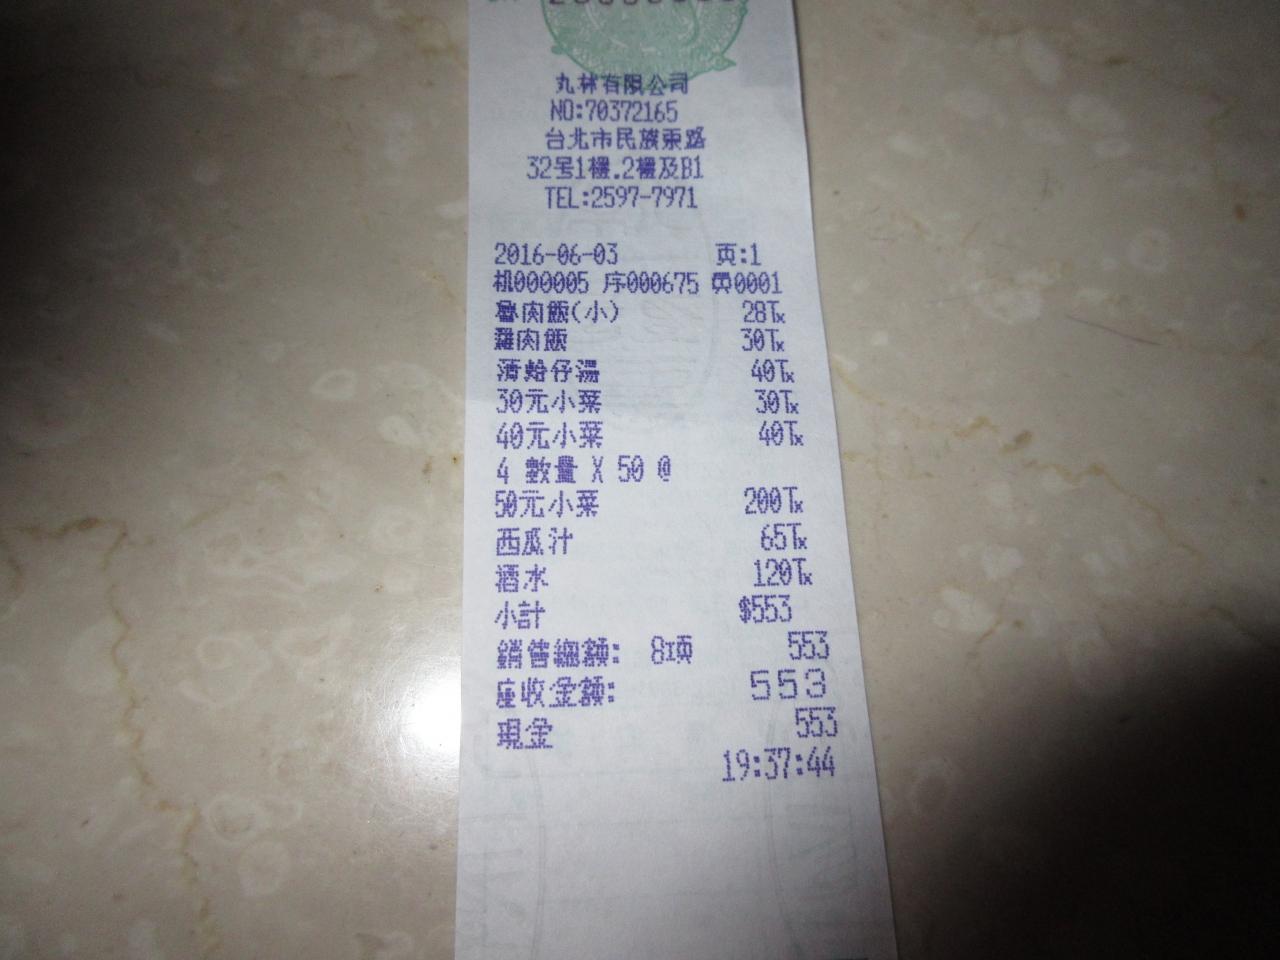 丸林有限公司
NO:70372165
台北市民族東路
32号1樓.2樓及B1
TEL:2597-7971
2016-06-03 页:1
机000005 序000675 員0001
魯肉飯(小) 28Tx
雞肉飯 30Tx
清蛤仔湯 40Tx
30元小菜 30Tx
40元小菜 40Tx
4 數量 X 50 @
50元小菜 200Tx
西瓜汁 65Tx
酒水 120Tx
小計 $553
銷售總額: 8項 553
应收金額: 553
現金 553
19:37:44